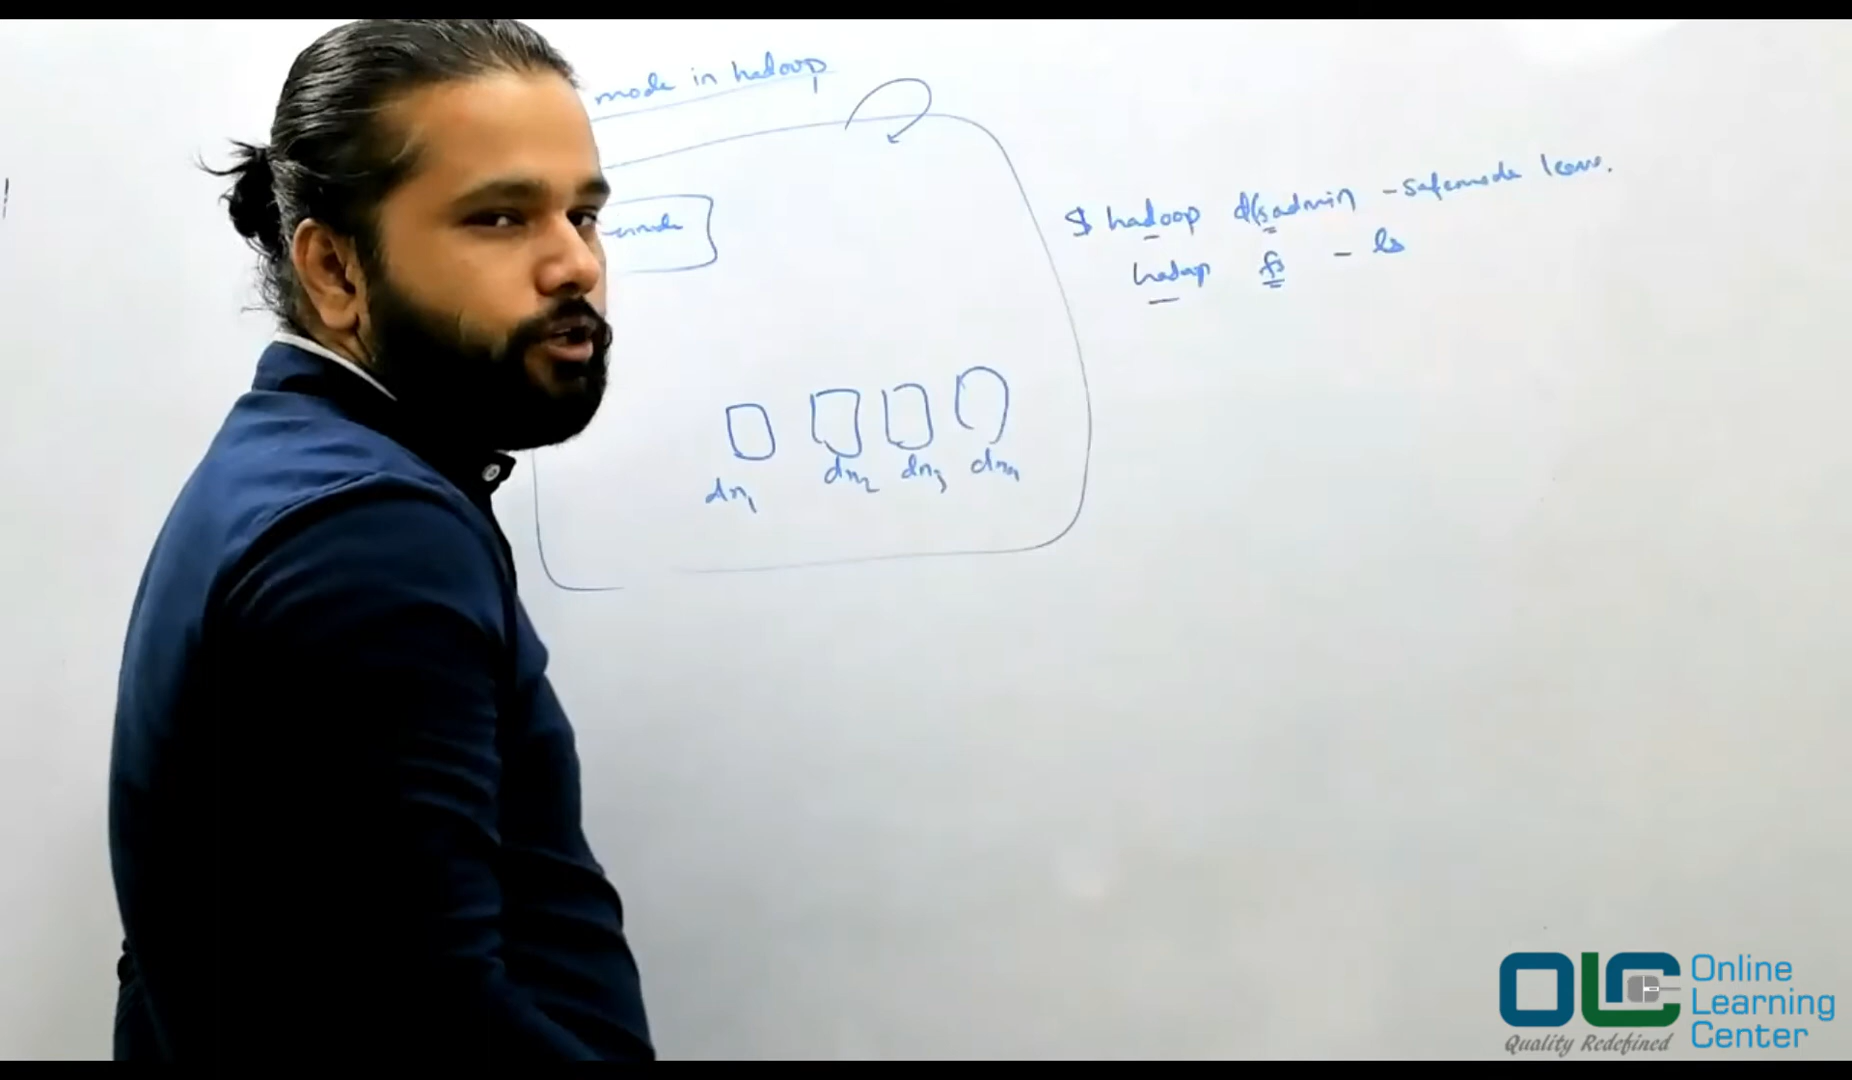 mode in hadoop
$ hadoop dfsadmin -safemode leave.
hadoop fs - ls
dn1 dn2 dn3 dn4
OLC Online Learning Center
Quality Redefined